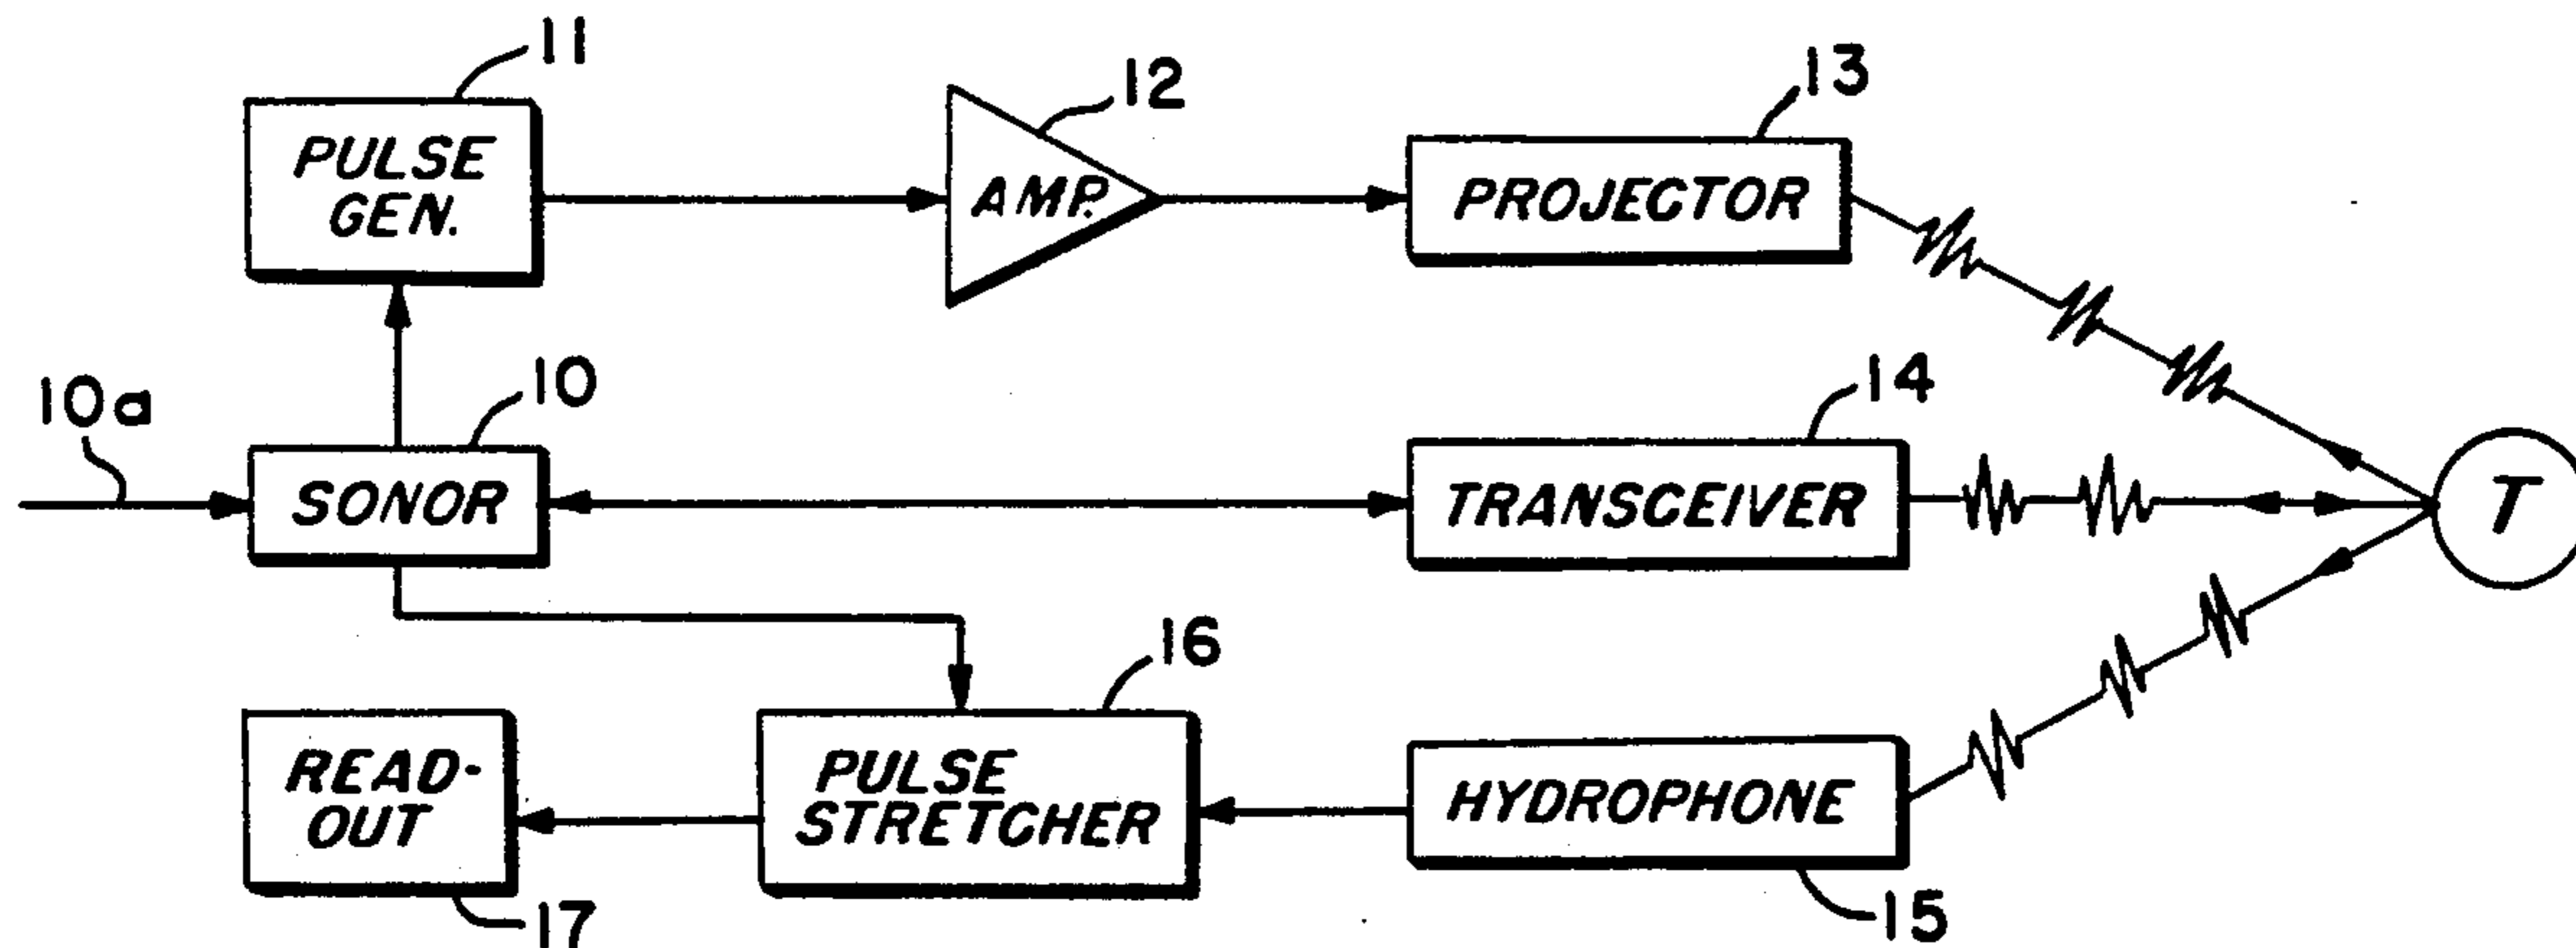 11
12
13
PULSE
GEN.
AMP.
PROJECTOR
10a
10
14
SONOR
TRANSCEIVER
T
16
READ-
OUT
PULSE
STRETCHER
HYDROPHONE
17
15